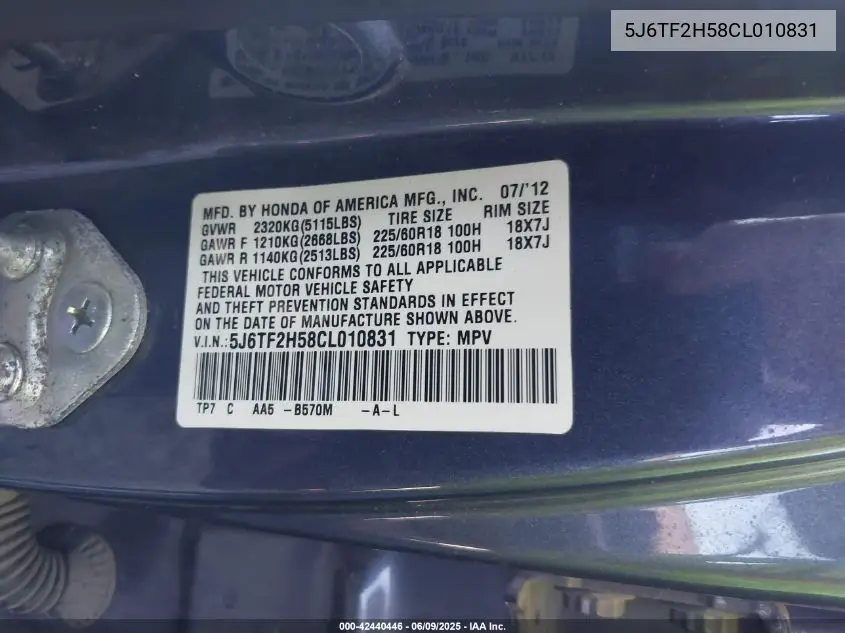 5J6TF2H58CL010831
MFD. BY HONDA OF AMERICA MFG., INC. 07/'12
GVWR 2320KG(5115LBS) TIRE SIZE RIM SIZE
GAWR F 1210KG(2668LBS) 225/60R18 100H 18X7J
GAWR R 1140KG(2513LBS) 225/60R18 100H 18X7J
THIS VEHICLE CONFORMS TO ALL APPLICABLE
FEDERAL MOTOR VEHICLE SAFETY
AND THEFT PREVENTION STANDARDS IN EFFECT
ON THE DATE OF MANUFACTURE SHOWN ABOVE.
V.I.N.:5J6TF2H58CL010831 TYPE: MPV
TP7 C AA5 -B570M -A-L
000-42440446 - 06/09/2025 - IAA Inc.